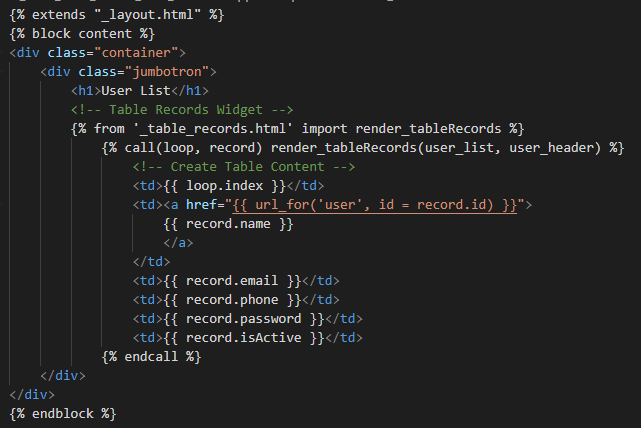 {% extends "_layout.html" %}
{% block content %}
<div class="container">
<div class="jumbotron">
<h1>User List</h1>
<!-- Table Records Widget -->
{% from '_table_records.html' import render_tableRecords %}
{% call(loop, record) render_tableRecords(user_list, user_header) %}
<!-- Create Table Content -->
<td>{{ loop.index }}</td>
<td><a href="{{ url_for('user', id = record.id) }}">
{{ record.name }}
</a>
</td>
<td>{{ record.email }}</td>
<td>{{ record.phone }}</td>
<td>{{ record.password }}</td>
<td>{{ record.isActive }}</td>
{% endcall %}
</div>
</div>
{% endblock %}